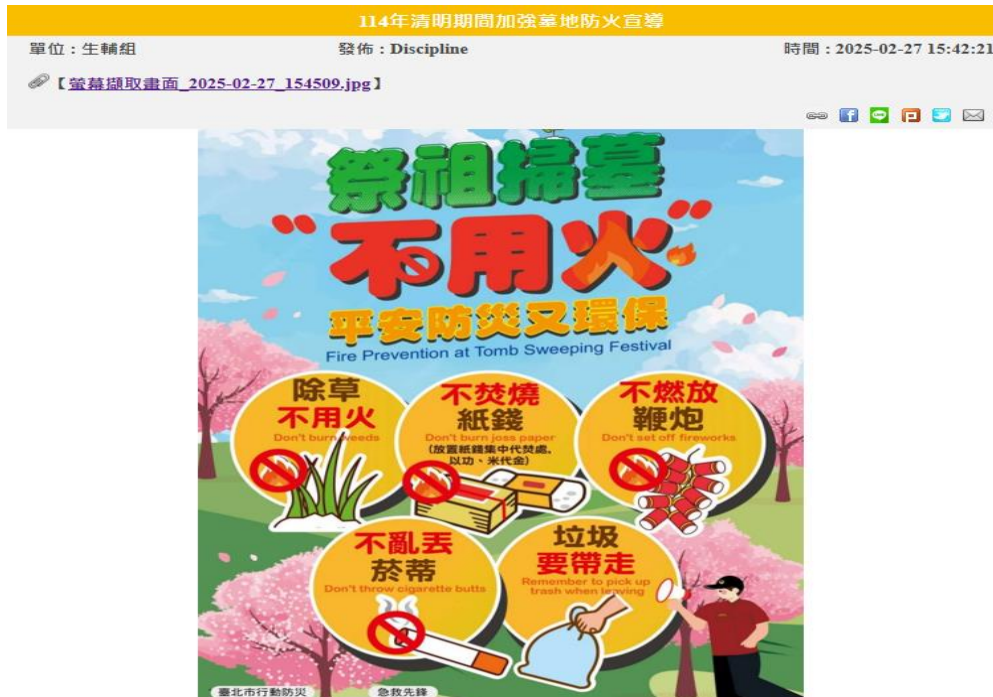 114年清明期間加強墓地防火宣導
單位：生輔組 發佈：Discipline 時間：2025-02-27 15:42:21
【螢幕擷取畫面_2025-02-27_154509.jpg】
祭祖掃墓
"不用火"
平安防災又環保
Fire Prevention at Tomb Sweeping Festival
除草
不用火
Don't burn weeds
不焚燒
紙錢
Don't burn joss paper
(放置紙錢集中代焚處,
以功、米代金)
不燃放
鞭炮
Don't set off fireworks
不亂丟
菸蒂
Don't throw cigarette butts
垃圾
要帶走
Remember to pick up
trash when leaving
臺北市行動防災
急救先鋒